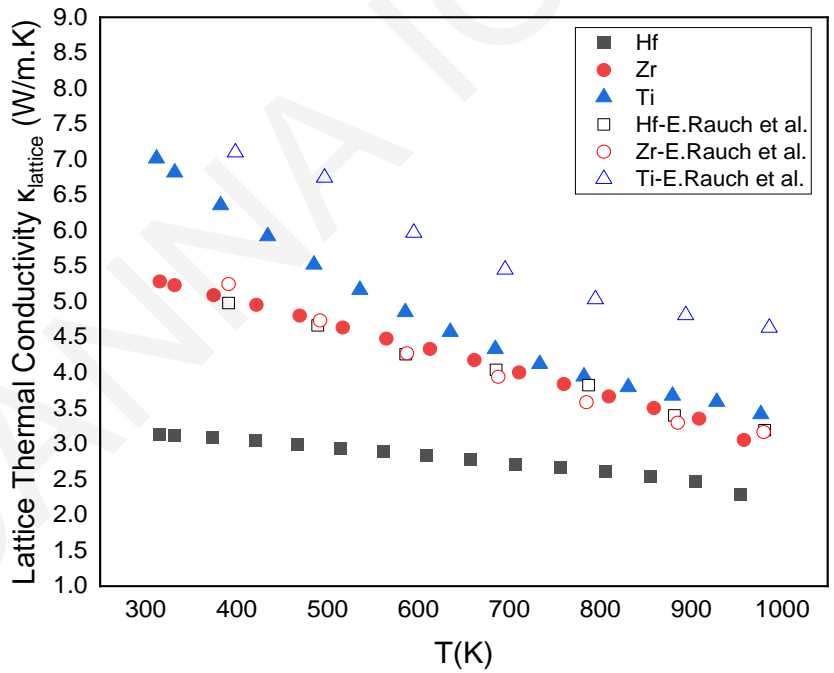 Lattice Thermal Conductivity κlattice (W/m.K)
9.0
8.5
8.0
7.5
7.0
6.5
6.0
5.5
5.0
4.5
4.0
3.5
3.0
2.5
2.0
1.5
1.0
Hf
Zr
Ti
Hf-E.Rauch et al.
Zr-E.Rauch et al.
Ti-E.Rauch et al.
300 400 500 600 700 800 900 1000
T(K)